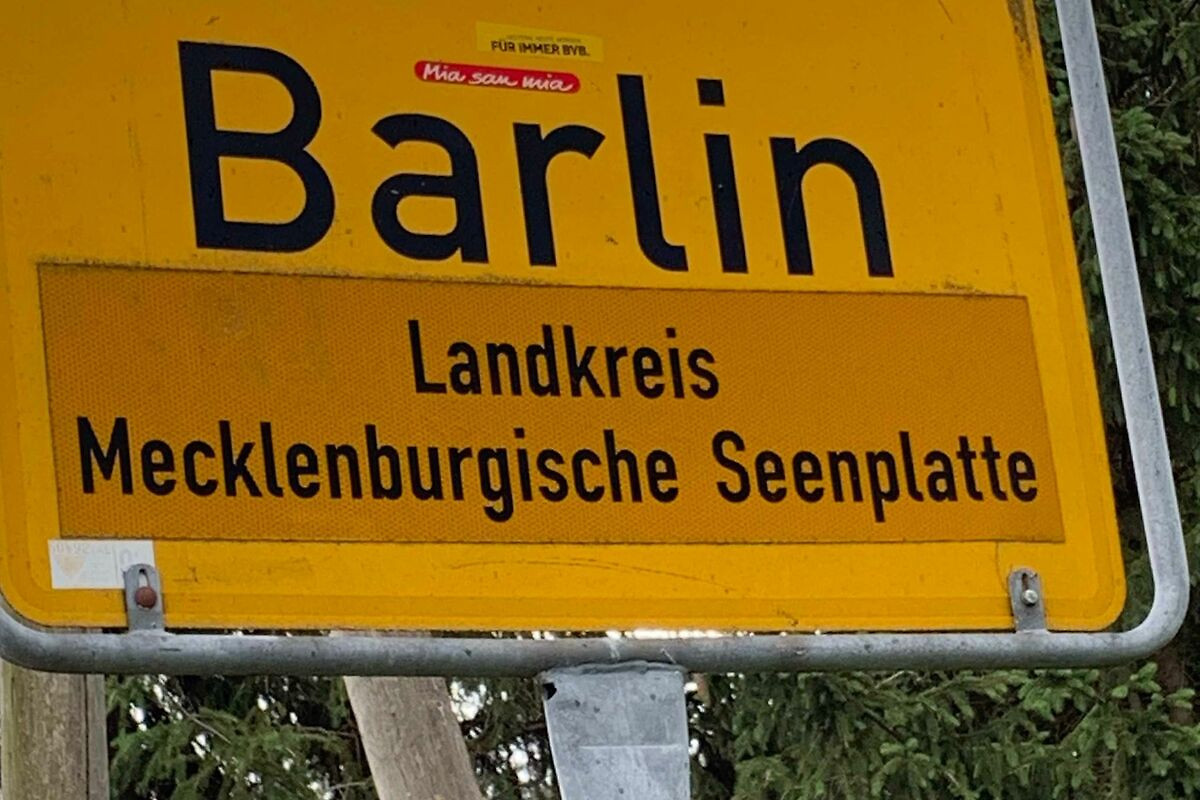 FÜR IMMER BVB.
Mia san mia
Barlin
Landkreis
Mecklenburgische Seenplatte